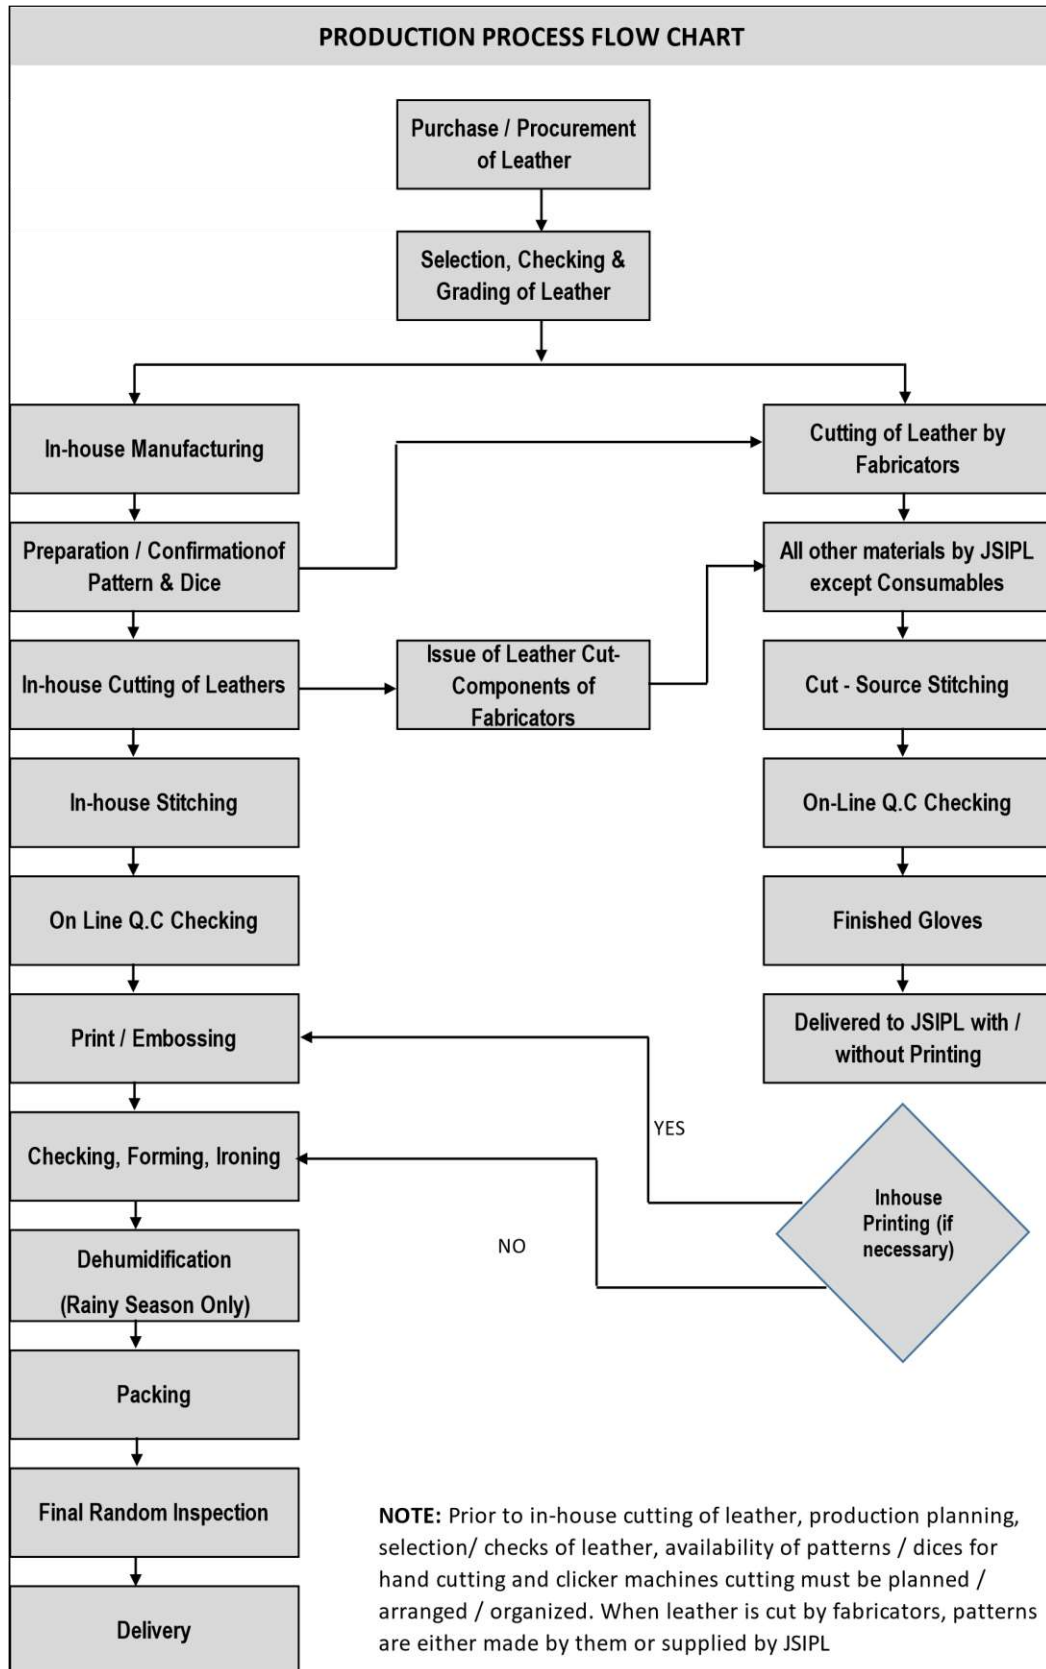 PRODUCTION PROCESS FLOW CHART
Purchase / Procurement
of Leather
Selection, Checking &
Grading of Leather
In-house Manufacturing
Cutting of Leather by
Fabricators
Preparation / Confirmationof
Pattern & Dice
All other materials by JSIPL
except Consumables
In-house Cutting of Leathers
Issue of Leather Cut-
Components of
Fabricators
Cut - Source Stitching
In-house Stitching
On-Line Q.C Checking
On Line Q.C Checking
Finished Gloves
Print / Embossing
Delivered to JSIPL with /
without Printing
YES
Checking, Forming, Ironing
Inhouse
Printing (if
necessary)
NO
Dehumidification
(Rainy Season Only)
Packing
Final Random Inspection
Delivery
NOTE: Prior to in-house cutting of leather, production planning,
selection/ checks of leather, availability of patterns / dices for
hand cutting and clicker machines cutting must be planned /
arranged / organized. When leather is cut by fabricators, patterns
are either made by them or supplied by JSIPL